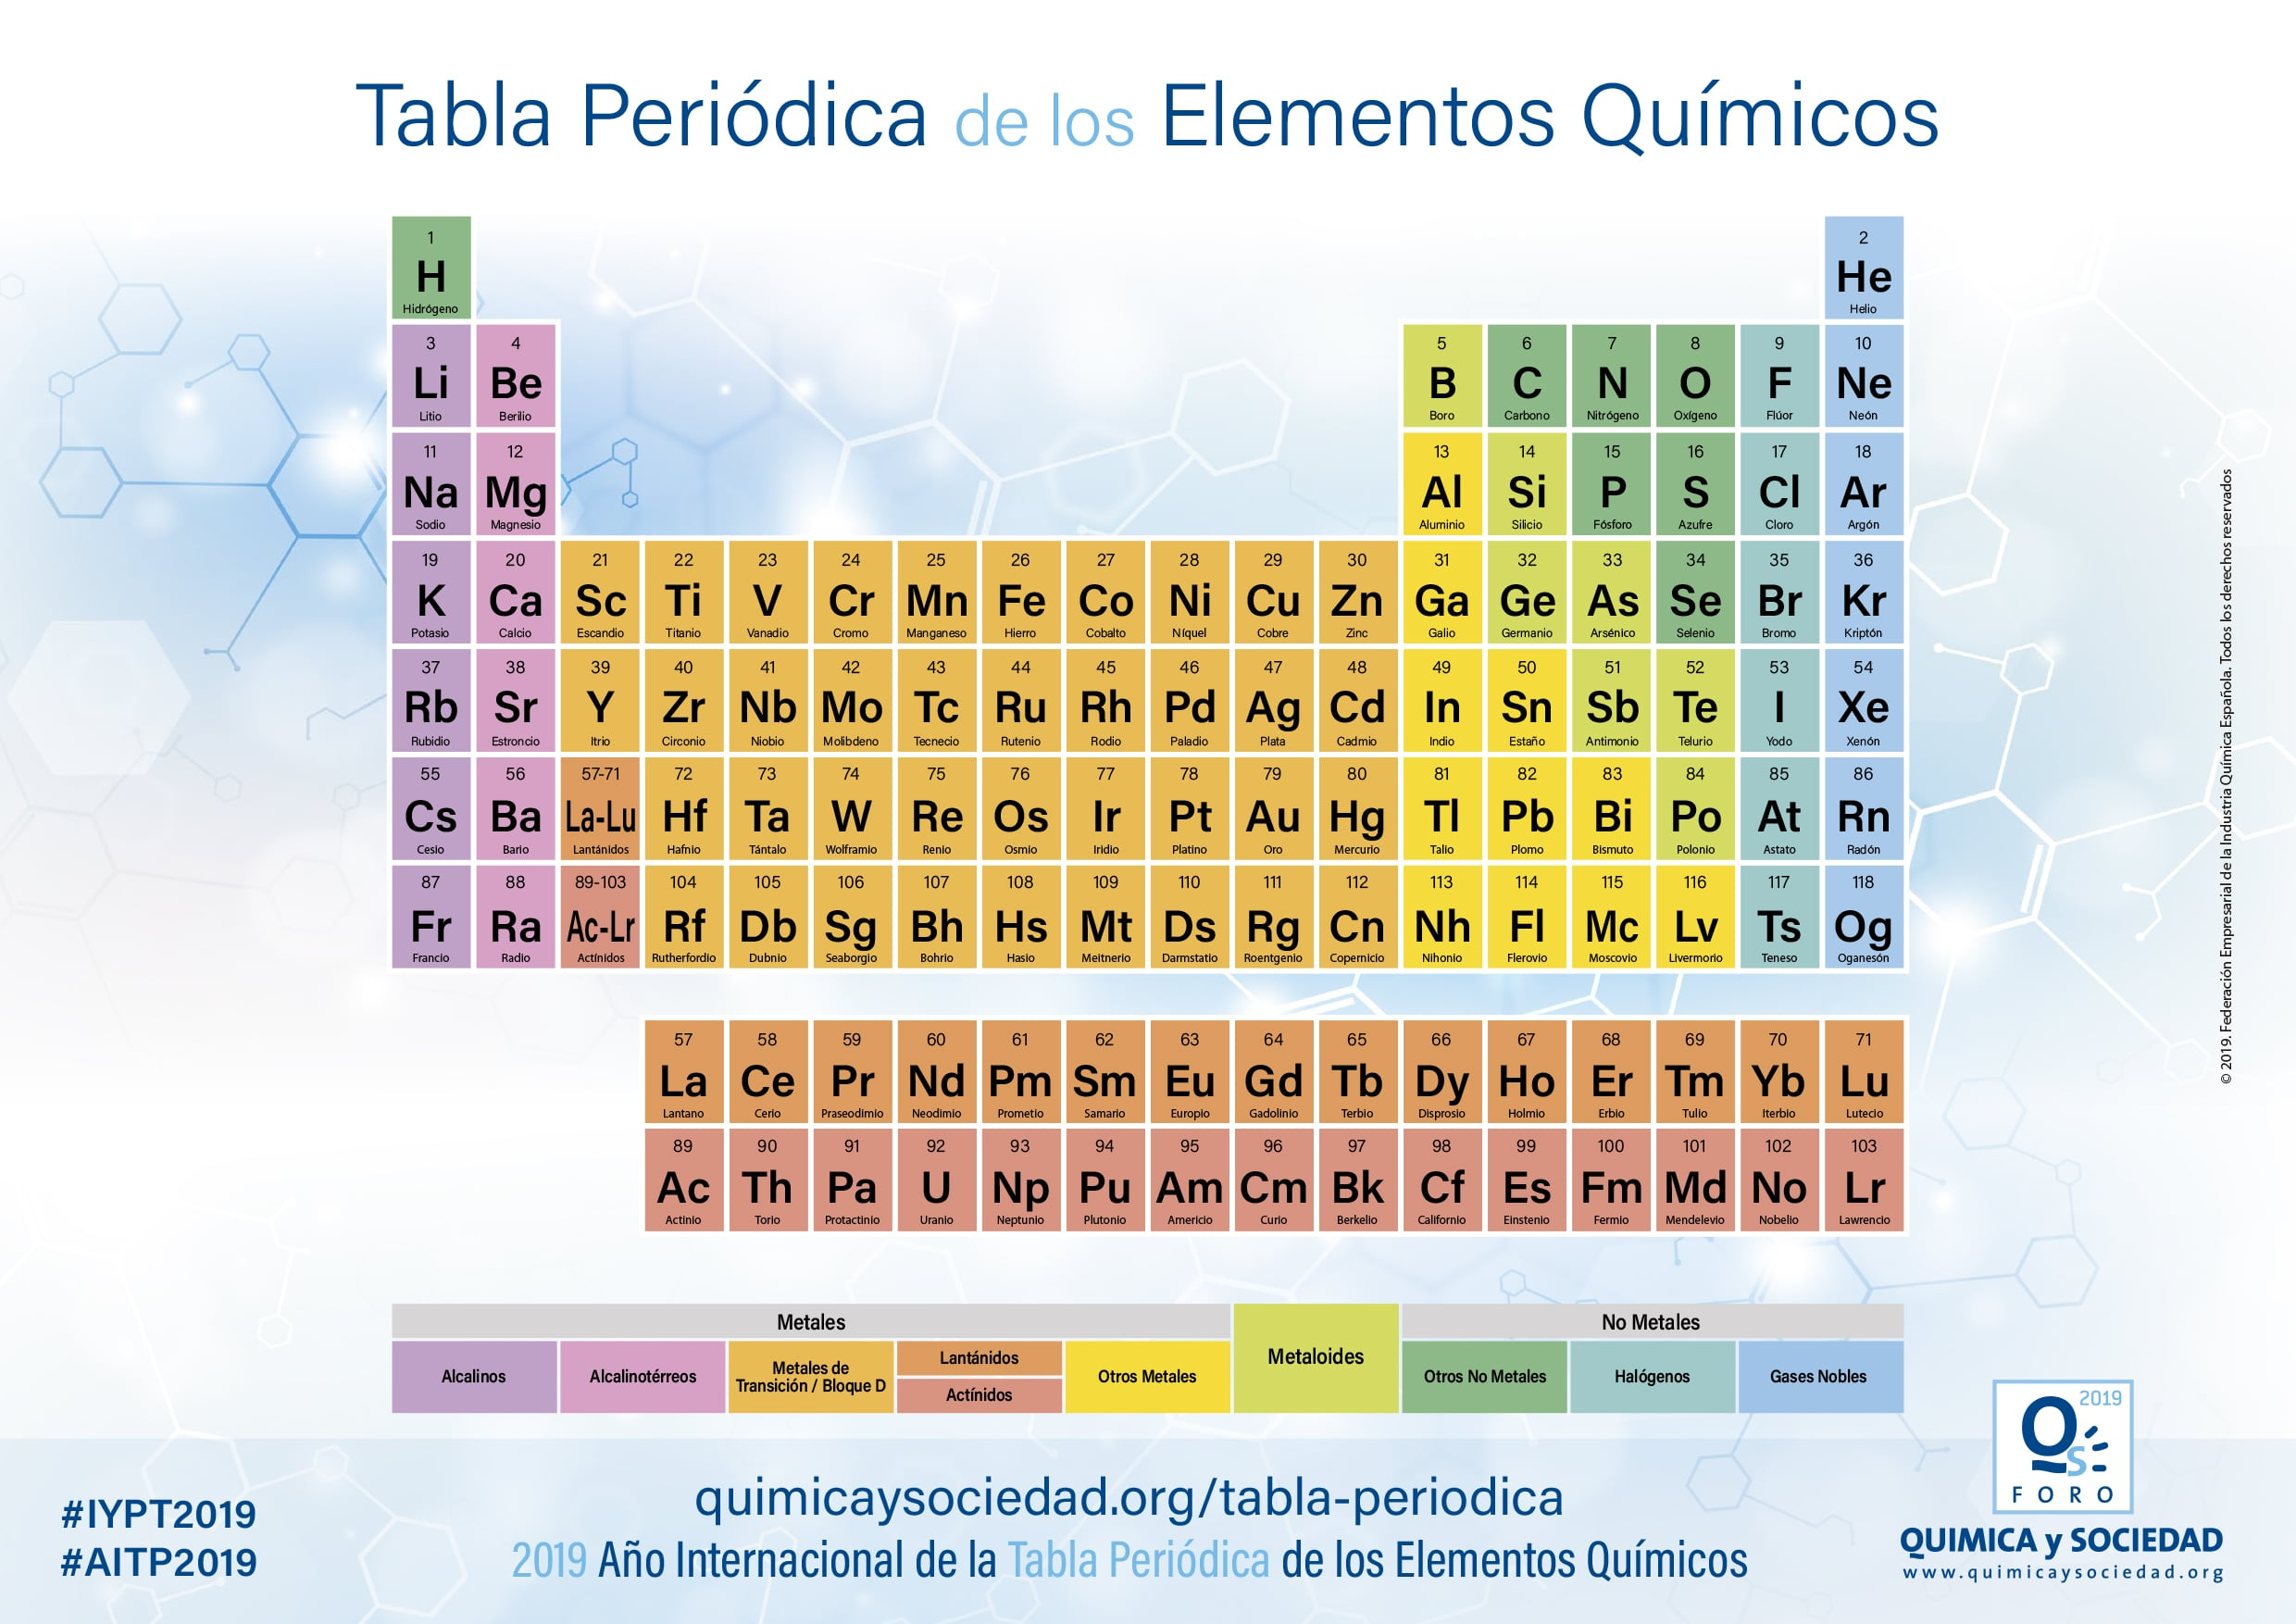 Tabla Periódica de los Elementos Químicos
1 2
H He
Hidrógeno Helio
3 4 5 6 7 8 9 10
Li Be B C N O F Ne
Litio Berilio Boro Carbono Nitrógeno Oxígeno Flúor Neón
11 12 13 14 15 16 17 18
Na Mg Al Si P S Cl Ar
Sodio Magnesio Aluminio Silicio Fósforo Azufre Cloro Argón
19 20 21 22 23 24 25 26 27 28 29 30 31 32 33 34 35 36
K Ca Sc Ti V Cr Mn Fe Co Ni Cu Zn Ga Ge As Se Br Kr
Potasio Calcio Escandio Titanio Vanadio Cromo Manganeso Hierro Cobalto Níquel Cobre Zinc Galio Germanio Arsénico Selenio Bromo Kriptón
37 38 39 40 41 42 43 44 45 46 47 48 49 50 51 52 53 54
Rb Sr Y Zr Nb Mo Tc Ru Rh Pd Ag Cd In Sn Sb Te I Xe
Rubidio Estroncio Itrio Circonio Niobio Molibdeno Tecnecio Rutenio Rodio Paladio Plata Cadmio Indio Estaño Antimonio Telurio Yodo Xenón
55 56 57-71 72 73 74 75 76 77 78 79 80 81 82 83 84 85 86
Cs Ba La-Lu Hf Ta W Re Os Ir Pt Au Hg Tl Pb Bi Po At Rn
Cesio Bario Lantánidos Hafnio Tántalo Wolframio Renio Osmio Iridio Platino Oro Mercurio Talio Plomo Bismuto Polonio Astato Radón
87 88 89-103 104 105 106 107 108 109 110 111 112 113 114 115 116 117 118
Fr Ra Ac-Lr Rf Db Sg Bh Hs Mt Ds Rg Cn Nh Fl Mc Lv Ts Og
Francio Radio Actínidos Rutherfordio Dubnio Seaborgio Bohrio Hasio Meitnerio Darmstatio Roentgenio Copernicio Nihonio Flerovio Moscovio Livermorio Teneso Oganesón
57 58 59 60 61 62 63 64 65 66 67 68 69 70 71
La Ce Pr Nd Pm Sm Eu Gd Tb Dy Ho Er Tm Yb Lu
Lantano Cerio Praseodimio Neodimio Prometio Samario Europio Gadolinio Terbio Disprosio Holmio Erbio Tulio Iterbio Lutecio
89 90 91 92 93 94 95 96 97 98 99 100 101 102 103
Ac Th Pa U Np Pu Am Cm Bk Cf Es Fm Md No Lr
Actinio Torio Protactinio Uranio Neptunio Plutonio Americio Curio Berkelio Californio Einstenio Fermio Mendelevio Nobelio Lawrencio
© 2019. Federación Empresarial de la Industria Química Española. Todos los derechos reservados
Metales
Metaloides
No Metales
Alcalinos
Alcalinotérreos
Metales de
Transición / Bloque D
Lantánidos
Actínidos
Otros Metales
Otros No Metales
Halógenos
Gases Nobles
#IYPT2019
#AITP2019
quimicaysociedad.org/tabla-periodica
2019 Año Internacional de la Tabla Periódica de los Elementos Químicos
2019
Qs
FORO
QUIMICA y SOCIEDAD
www.quimicaysociedad.org